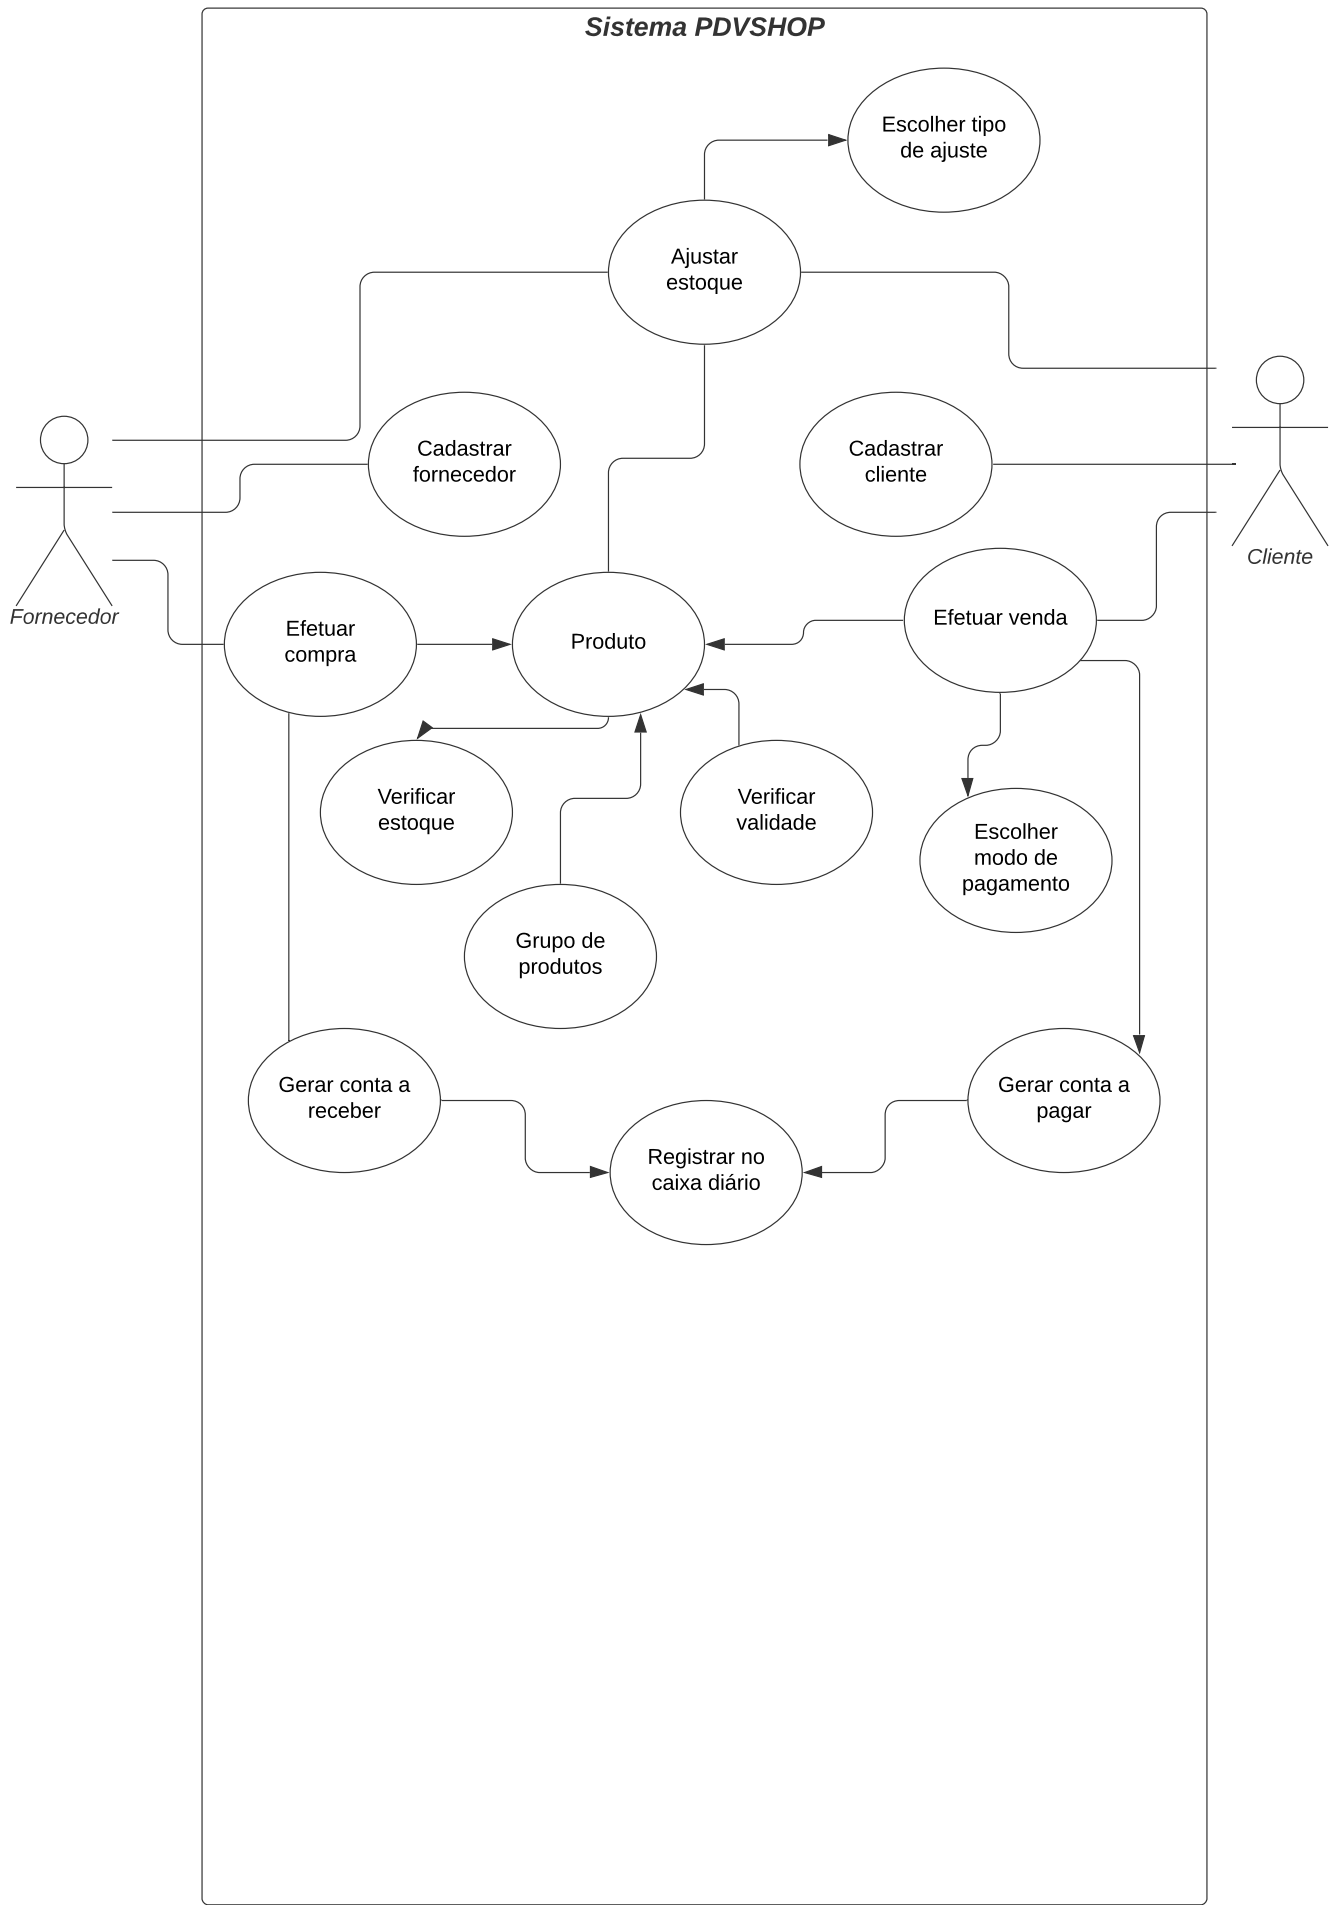 Sistema PDVSHOP
Escolher tipo
de ajuste
Ajustar
estoque
Cadastrar
fornecedor
Cadastrar
cliente
Cliente
Fornecedor
Efetuar
compra
Produto
Efetuar venda
Verificar
estoque
Verificar
validade
Escolher
modo de
pagamento
Grupo de
produtos
Gerar conta a
receber
Gerar conta a
pagar
Registrar no
caixa diário